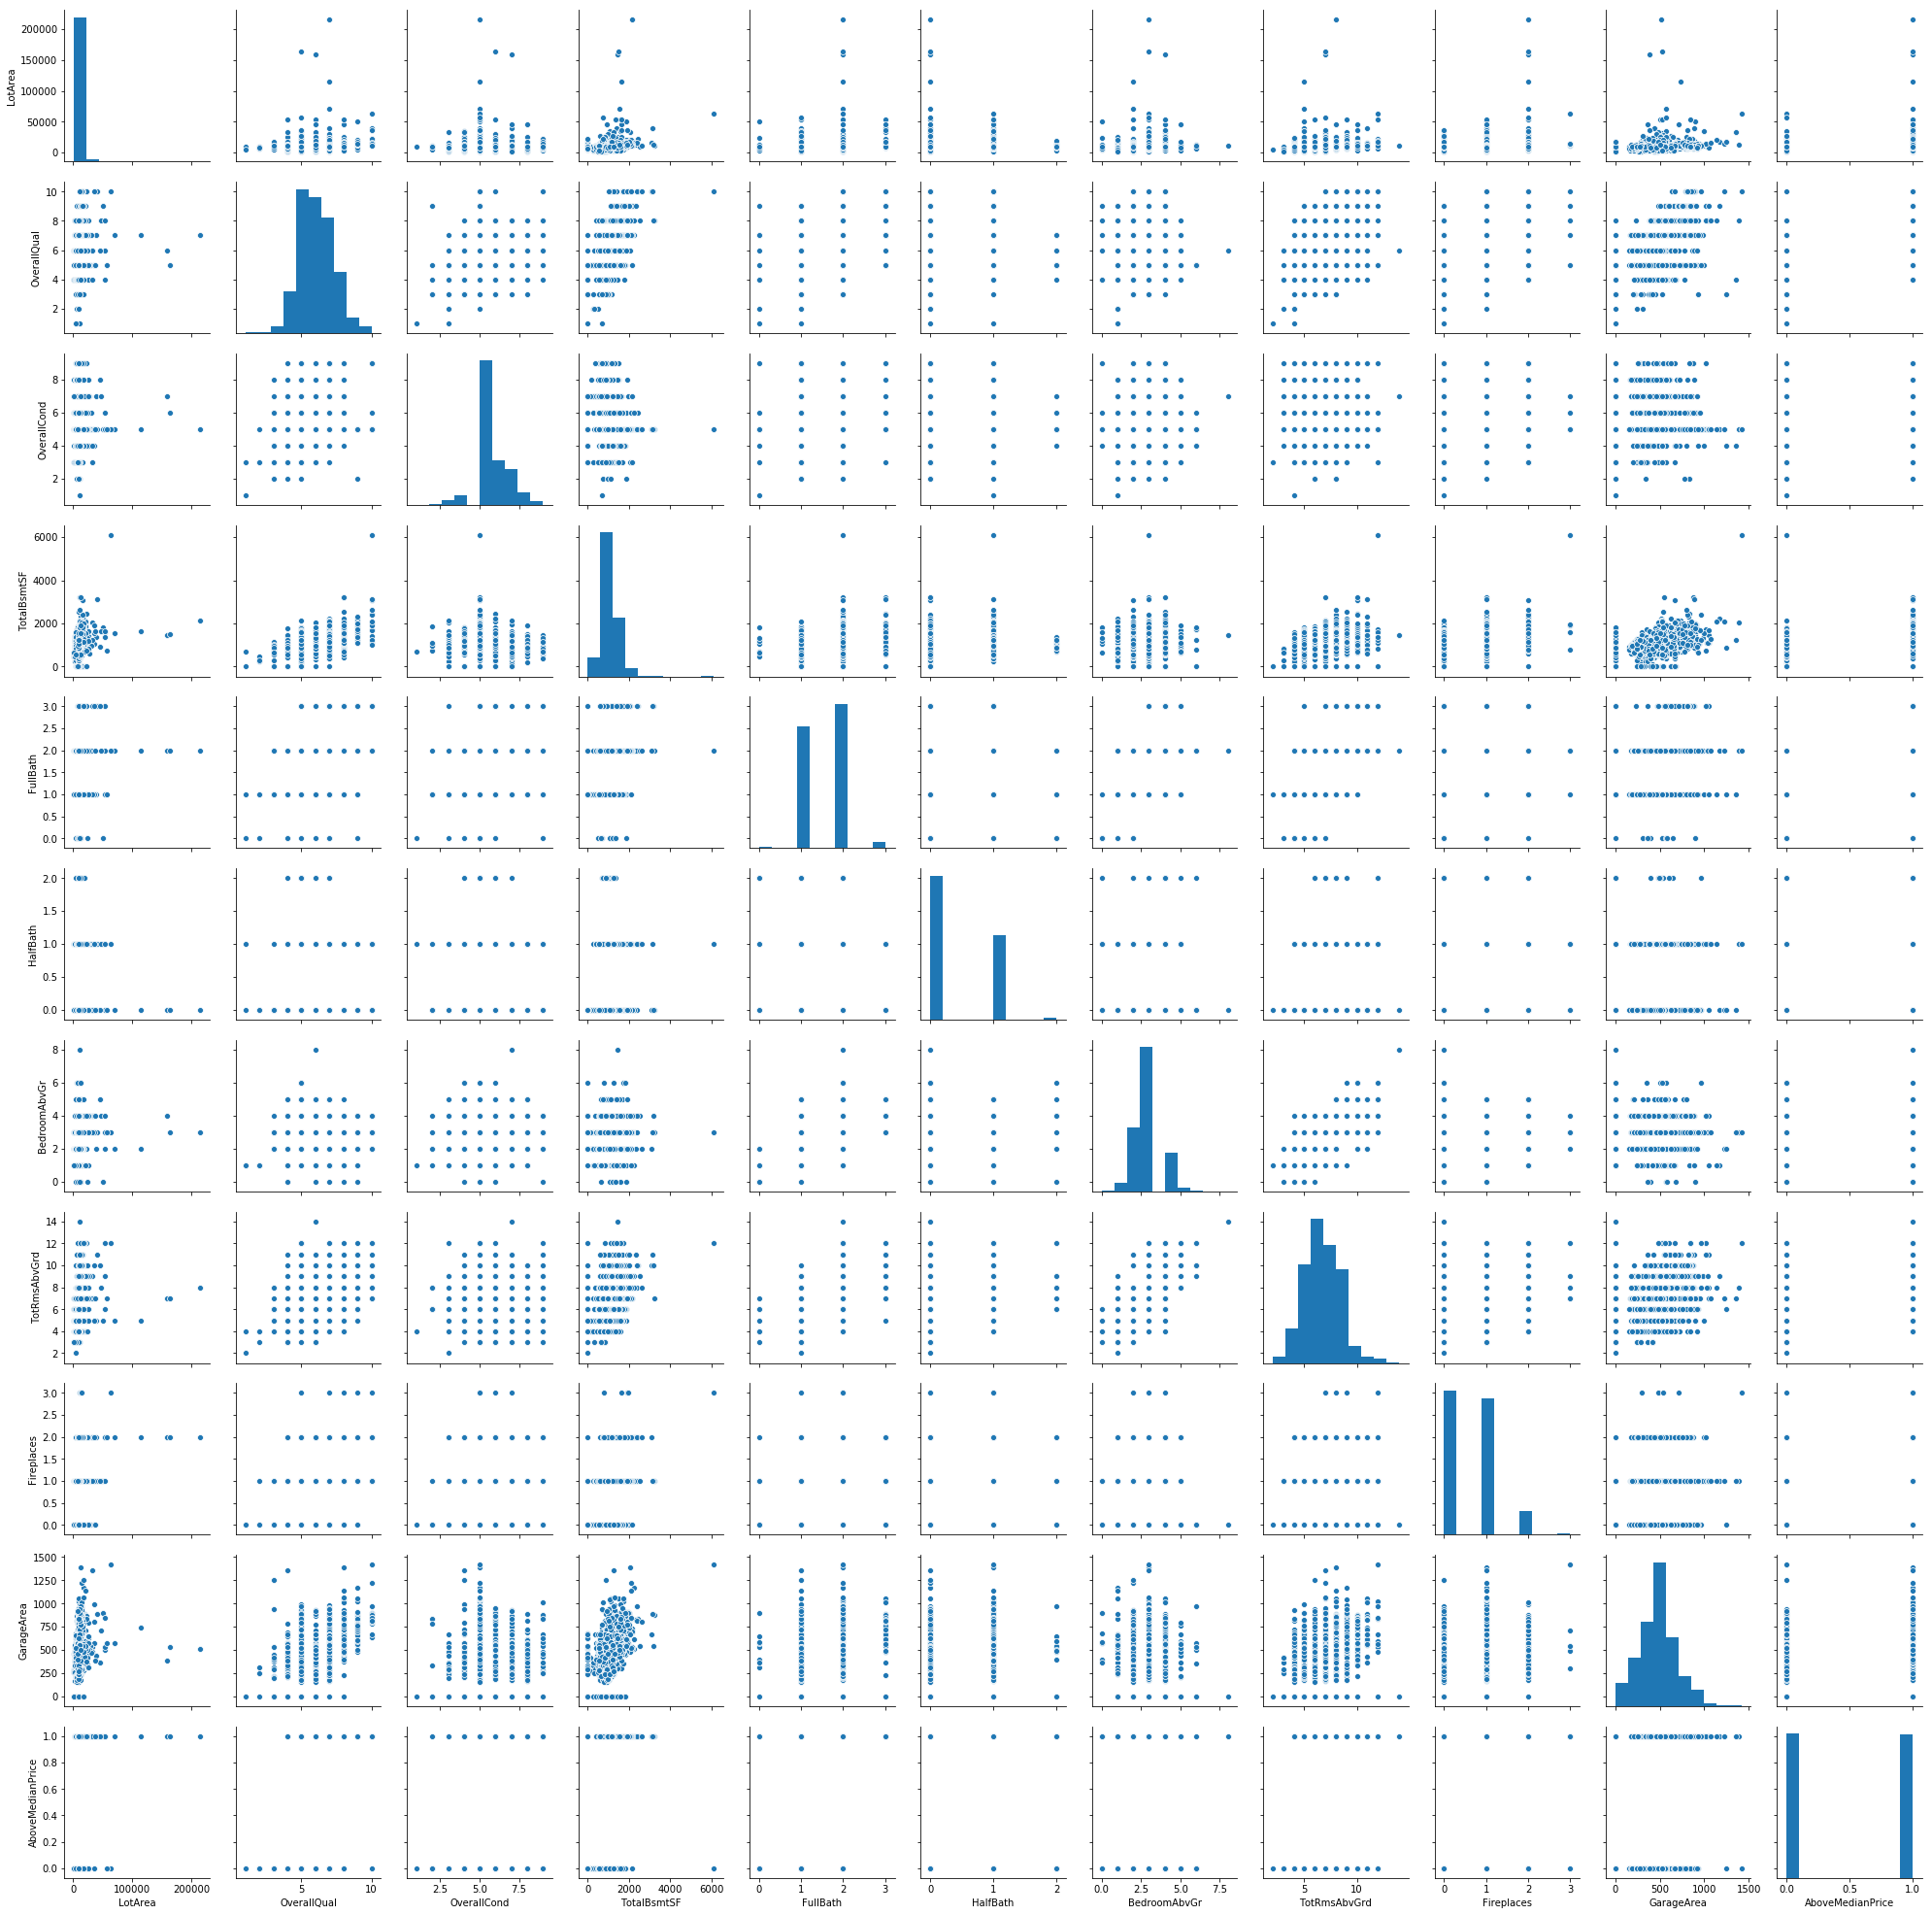 200000
150000
100000
50000
0
LotArea
10
8
6
4
2
OverallQual
8
6
4
2
OverallCond
6000
4000
2000
0
TotalBsmtSF
3.0
2.5
2.0
1.5
1.0
0.5
0.0
FullBath
2.0
1.5
1.0
0.5
0.0
HalfBath
8
6
4
2
0
BedroomAbvGr
14
12
10
8
6
4
2
TotRmsAbvGrd
3.0
2.5
2.0
1.5
1.0
0.5
0.0
Fireplaces
1500
1250
1000
750
500
250
0
GarageArea
1.0
0.8
0.6
0.4
0.2
0.0
AboveMedianPrice
0 100000 200000
LotArea
5 10
OverallQual
2.5 5.0 7.5
OverallCond
0 2000 4000 6000
TotalBsmtSF
0 1 2 3
FullBath
0 1 2
HalfBath
0.0 2.5 5.0 7.5
BedroomAbvGr
5 10
TotRmsAbvGrd
0 1 2 3
Fireplaces
0 500 1000 1500
GarageArea
0.0 0.5 1.0
AboveMedianPrice